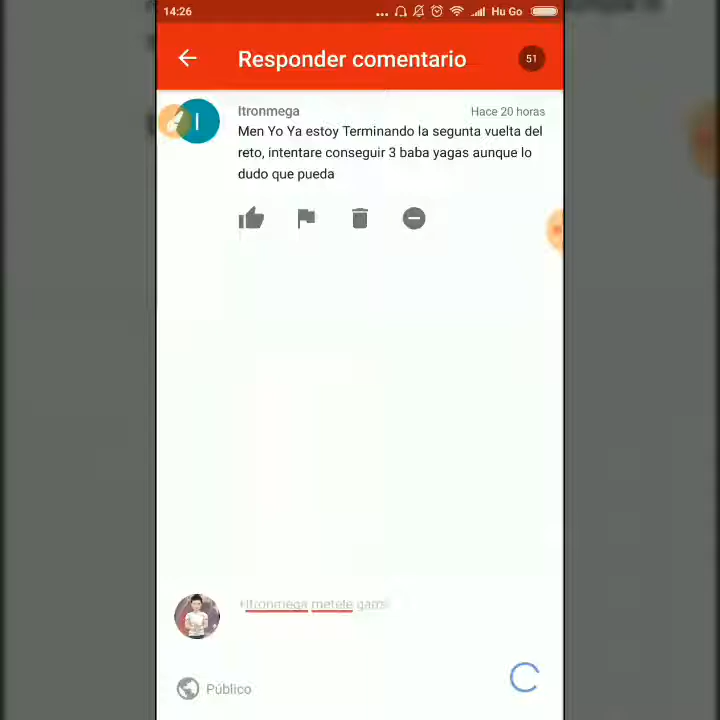 14:26
... Hu Go
Responder comentario
51
Itronmega
Hace 20 horas
I
Men Yo Ya estoy Terminando la segunta vuelta del
reto, intentare conseguir 3 baba yagas aunque lo
dudo que pueda
+Itronmega metele
Público